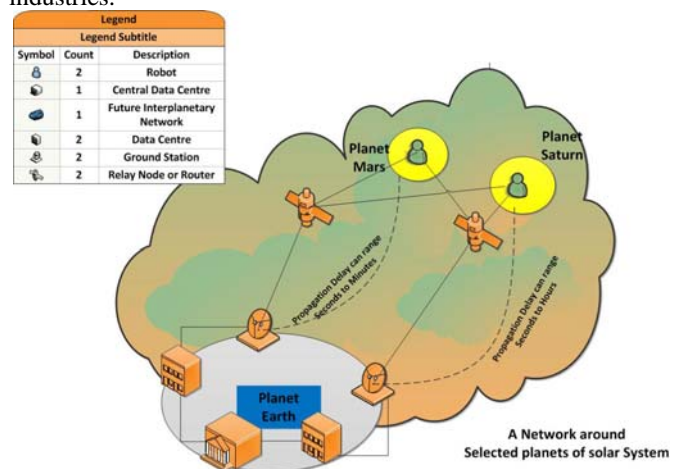 industries.
Legend
Legend Subtitle
Symbol Count Description
2 Robot
1 Central Data Centre
1 Future Interplanetary
Network
2 Data Centre
2 Ground Station
2 Relay Node or Router
Planet
Mars
Planet
Saturn
Propagation Delay can range
Seconds to Minutes
Propagation Delay can range
Seconds to Hours
Planet
Earth
A Network around
Selected planets of solar System